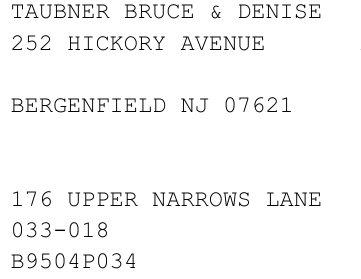 TAUBNER BRUCE & DENISE
252 HICKORY AVENUE
BERGENFIELD NJ 07621
176 UPPER NARROWS LANE
033-018
B9504P034